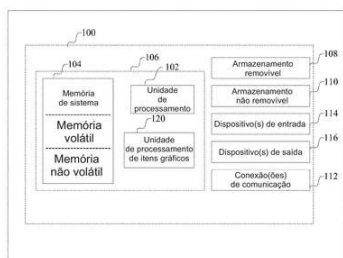 100
106
104
102
108
Memória
de sistema
Memória
volátil
Memória
não volátil
Unidade
de
processamento
120
Unidade
de processamento
de itens gráficos
Armazenamento
removível
110
Armazenamento
não removível
114
Dispositivo(s) de entrada
116
Dispositivo(s) de saída
112
Conexão(ões)
de comunicação